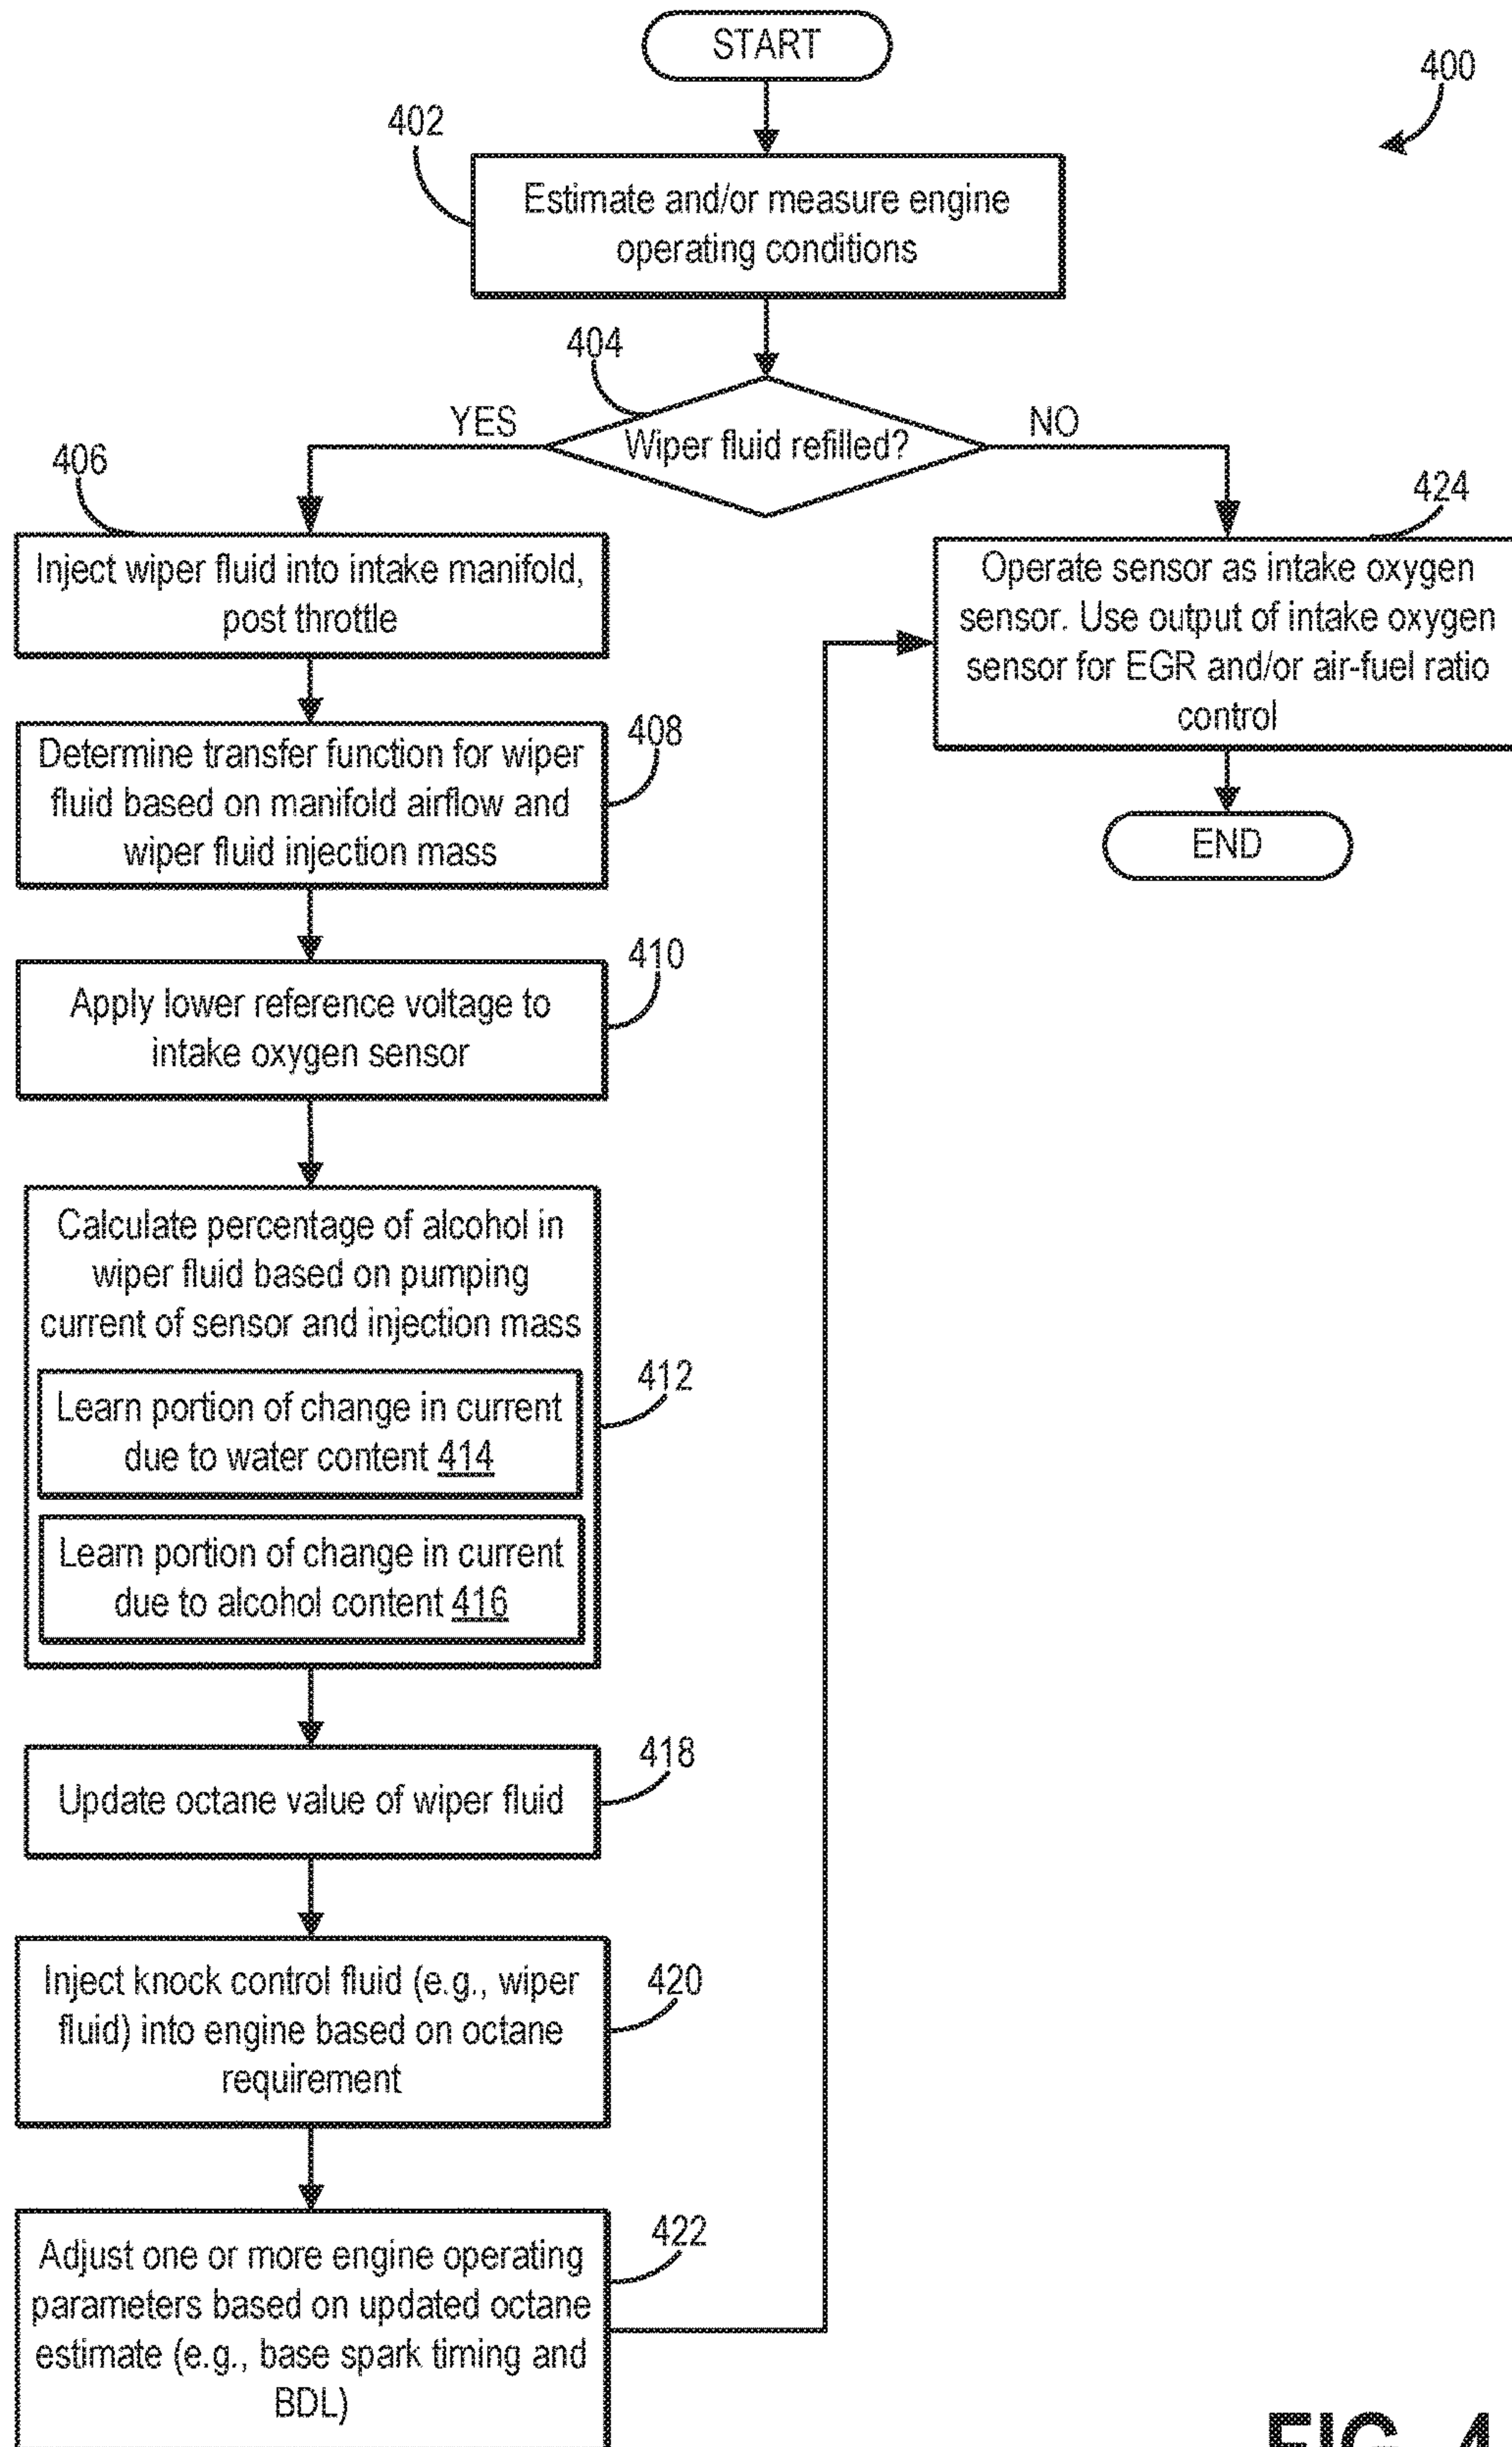 START
400
402
Estimate and/or measure engine
operating conditions
404
YES
Wiper fluid refilled?
NO
406
Inject wiper fluid into intake manifold,
post throttle
424
Operate sensor as intake oxygen
sensor. Use output of intake oxygen
sensor for EGR and/or air-fuel ratio
control
END
408
Determine transfer function for wiper
fluid based on manifold airflow and
wiper fluid injection mass
410
Apply lower reference voltage to
intake oxygen sensor
Calculate percentage of alcohol in
wiper fluid based on pumping
current of sensor and injection mass
412
Learn portion of change in current
due to water content 414
Learn portion of change in current
due to alcohol content 416
418
Update octane value of wiper fluid
420
Inject knock control fluid (e.g., wiper
fluid) into engine based on octane
requirement
422
Adjust one or more engine operating
parameters based on updated octane
estimate (e.g., base spark timing and
BDL)
FIG. 4